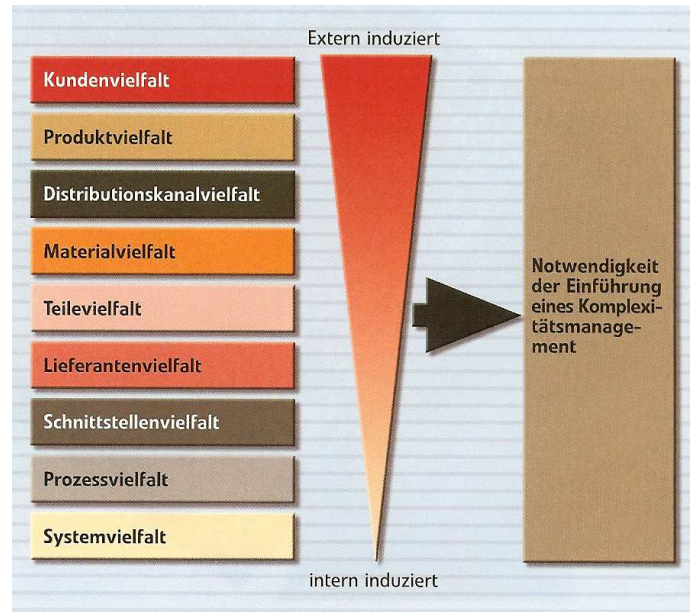 Extern induziert
Kundenvielfalt
Produktvielfalt
Distributionskanalvielfalt
Materialvielfalt
Teilevielfalt
Lieferantenvielfalt
Schnittstellenvielfalt
Prozessvielfalt
Systemvielfalt
Notwendigkeit
der Einführung
eines Komplexi-
tätsmanage-
ment
intern induziert